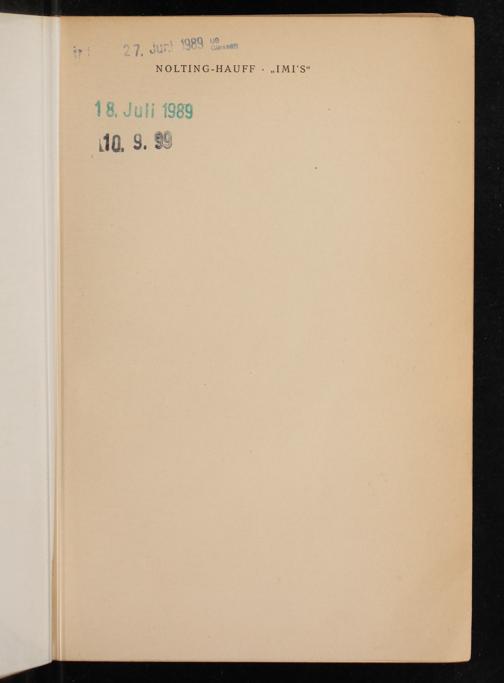 27. Juni 1989
NOLTING-HAUFF · „IMI'S“
18. Juli 1989
10. 9. 99